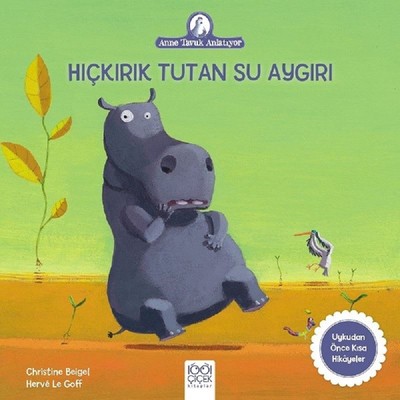 Anne Tavuk Anlatıyor
HIÇKIRIK TUTAN SU AYGIRI
Uykudan
Önce Kısa
Hikâyeler
Christine Beigel
Hervé Le Goff
1001
ÇİÇEK
kitaplar